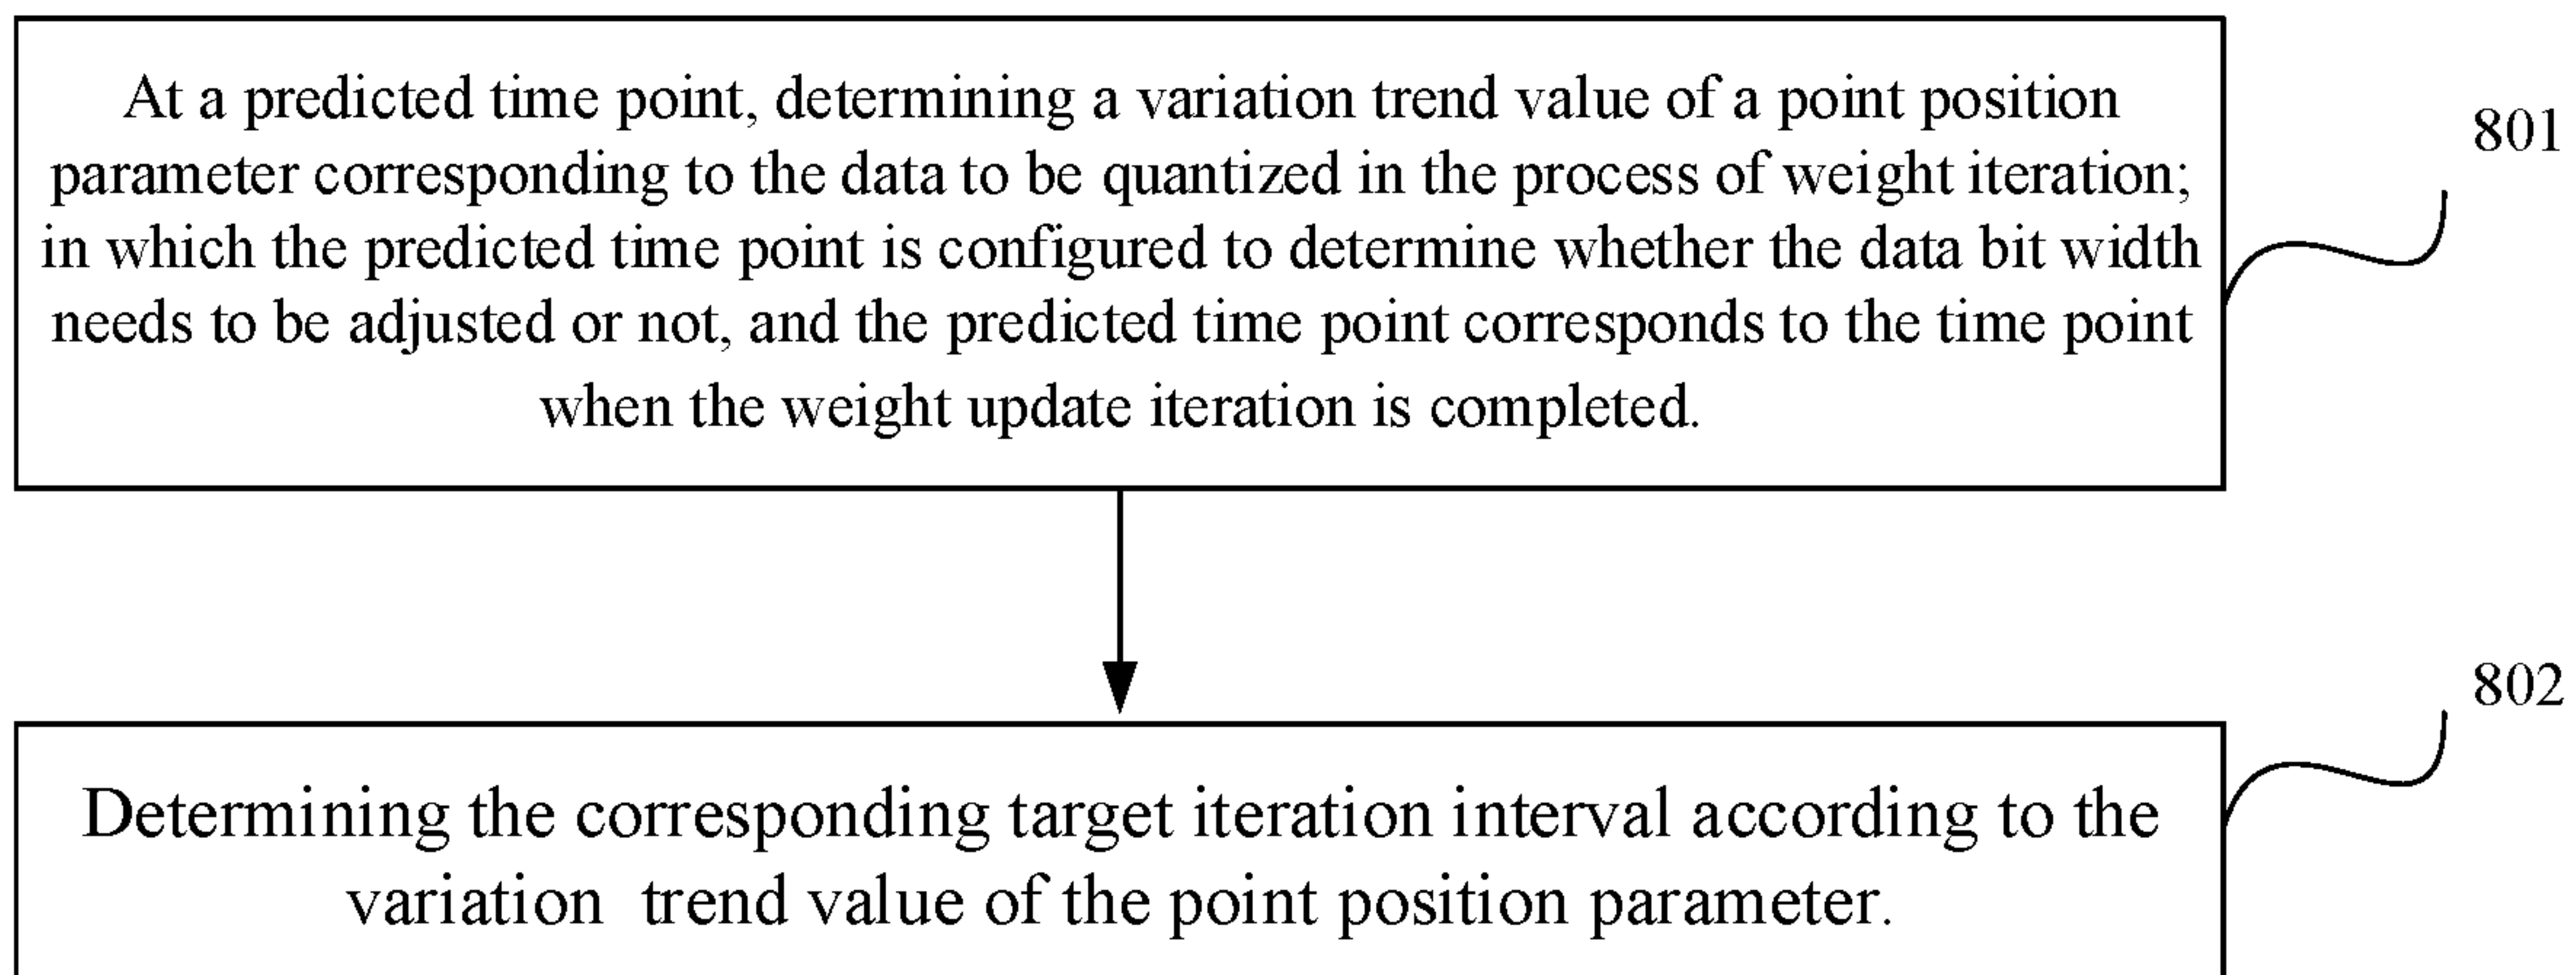 At a predicted time point, determining a variation trend value of a point position
parameter corresponding to the data to be quantized in the process of weight iteration;
in which the predicted time point is configured to determine whether the data bit width
needs to be adjusted or not, and the predicted time point corresponds to the time point
when the weight update iteration is completed.
801
802
Determining the corresponding target iteration interval according to the
variation trend value of the point position parameter.